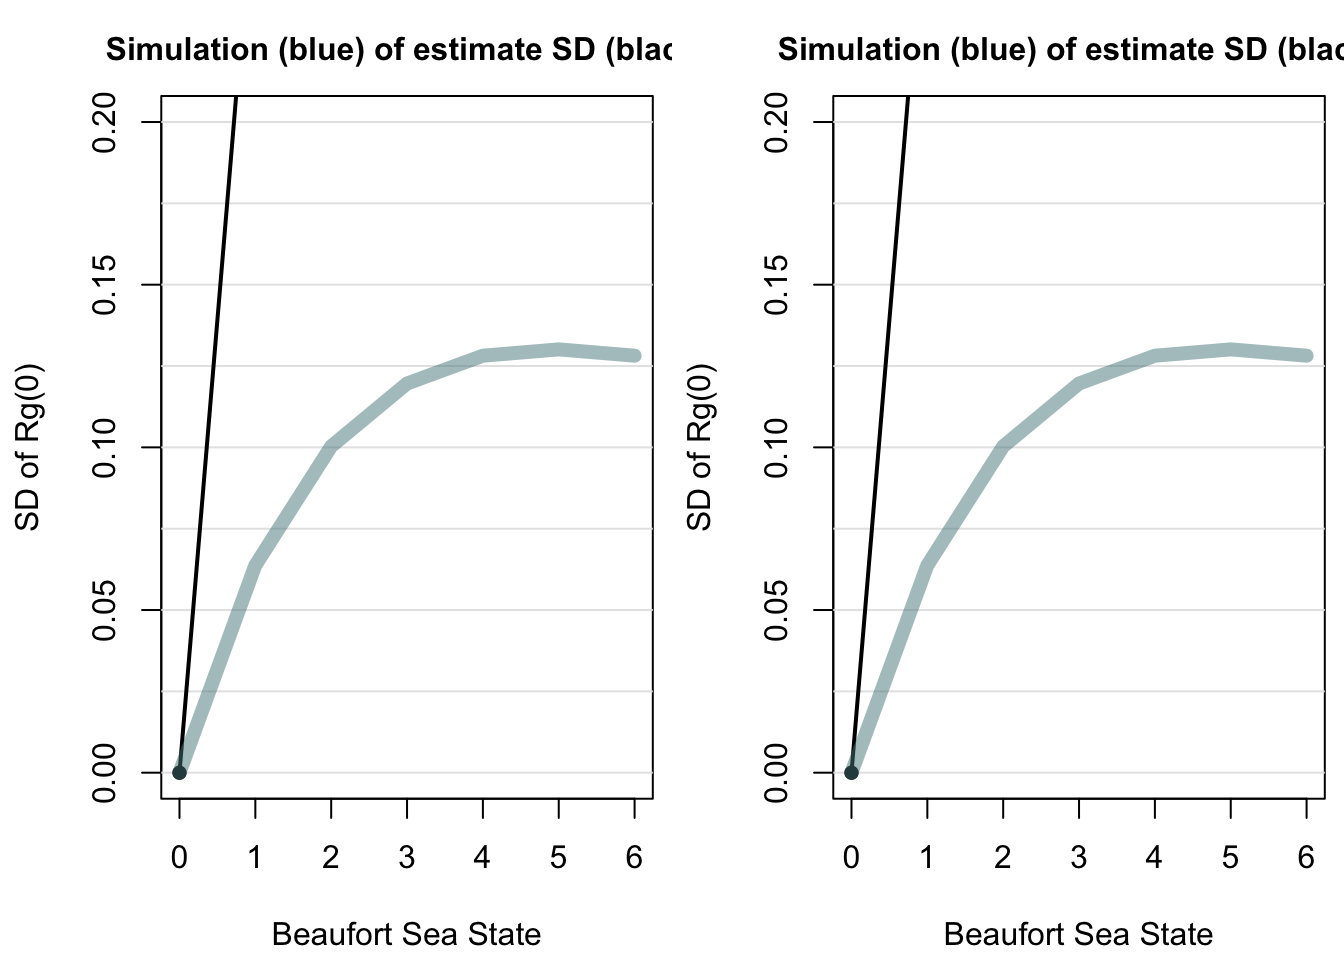 Simulation (blue) of estimate SD (blac
SD of Rg(0)
0.20
0.15
0.10
0.05
0.00
0 1 2 3 4 5 6
Beaufort Sea State
Simulation (blue) of estimate SD (blac
SD of Rg(0)
0.20
0.15
0.10
0.05
0.00
0 1 2 3 4 5 6
Beaufort Sea State